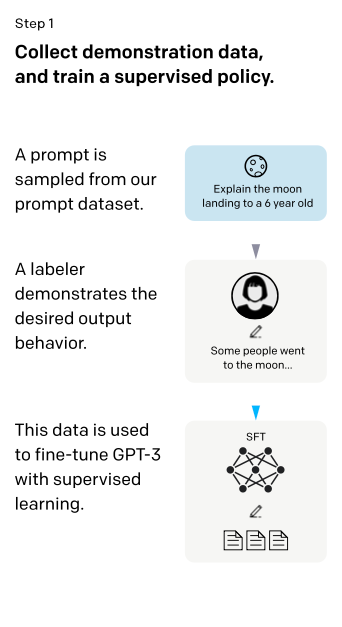 Step 1
Collect demonstration data,
and train a supervised policy.
A prompt is
sampled from our
prompt dataset.
Explain the moon
landing to a 6 year old
A labeler
demonstrates the
desired output
behavior.
Some people went
to the moon...
This data is used
to fine-tune GPT-3
with supervised
learning.
SFT